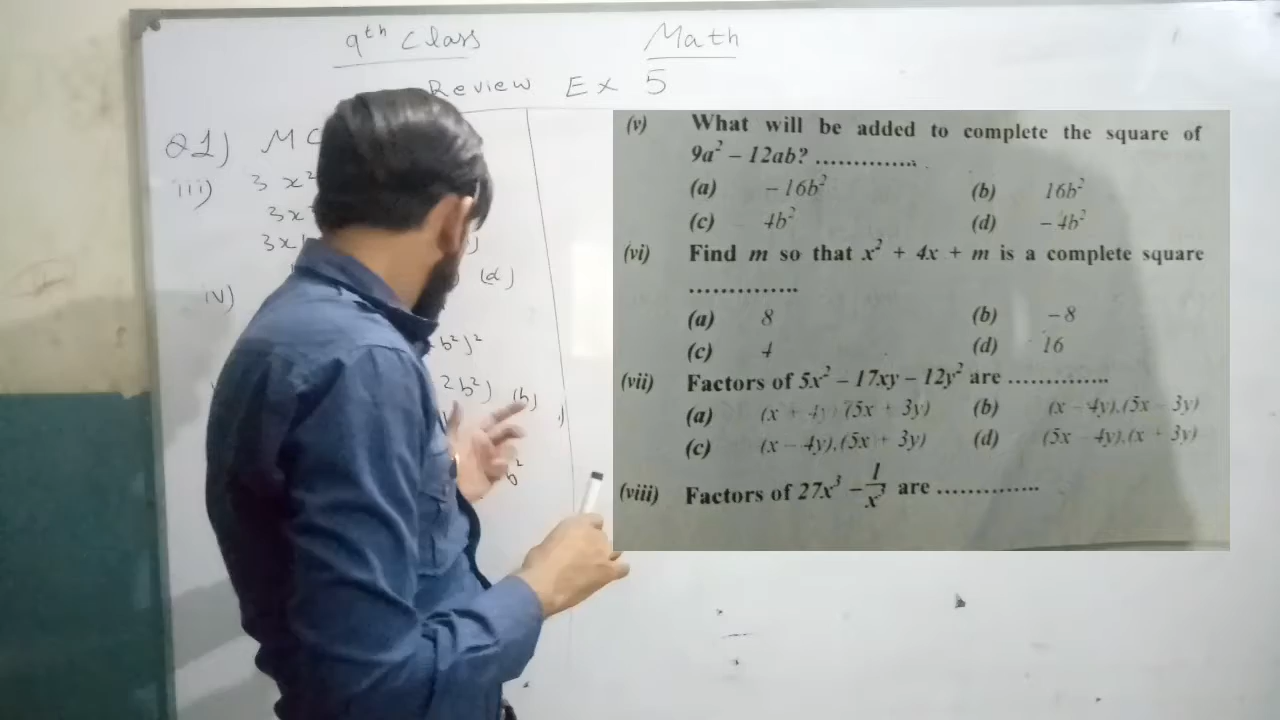 9th Class Math
Review Ex 5
Q1) MC
iii) 3x²
3x
iv) (d)
b²)²
2b²) (b)
b²
(v) What will be added to complete the square of
9a² – 12ab? ..............
(a) – 16b² (b) 16b²
(c) 4b² (d) – 4b²
(vi) Find m so that x² + 4x + m is a complete square
..............
(a) 8 (b) – 8
(c) 4 (d) 16
(vii) Factors of 5x² – 17xy – 12y² are ..............
(a) (x + 4y) (5x + 3y) (b) (x – 4y), (5x – 3y)
(c) (x – 4y), (5x + 3y) (d) (5x – 4y), (x + 3y)
(viii) Factors of 27x³ – 1/x³ are ..............